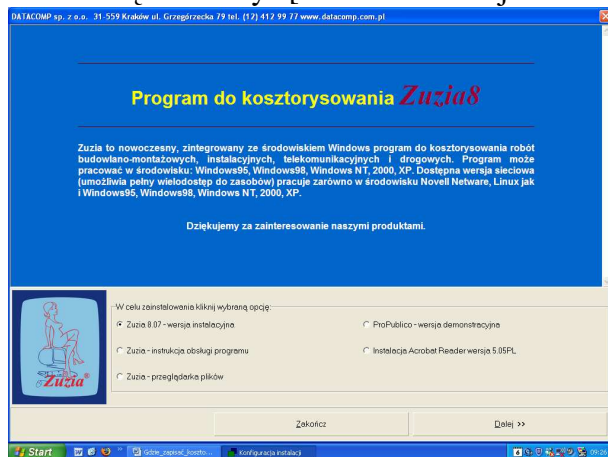 DATACOMP sp. z o.o. 31-559 Kraków ul. Grzegórzecka 79 tel. (12) 412 99 77 www.datacomp.com.pl
Program do kosztorysowania Zuzia8
Zuzia to nowoczesny, zintegrowany ze środowiskiem Windows program do kosztorysowania robót
budowlano-montażowych, instalacyjnych, telekomunikacyjnych i drogowych. Program może
pracować w środowisku: Windows95, Windows98, Windows NT, 2000, XP. Dostępna wersja sieciowa
(umożliwia pełny wielodostęp do zasobów) pracuje zarówno w środowisku Novell Netware, Linux jak
i Windows95, Windows98, Windows NT, 2000, XP.
Dziękujemy za zainteresowanie naszymi produktami.
W celu zainstalowania kliknij wybraną opcję:
Zuzia 8.07 - wersja instalacyjna
ProPublico - wersja demonstracyjna
Zuzia - instrukcja obsługi programu
Instalacja Acrobat Reader wersja 5.05PL
Zuzia - przeglądarka plików
Zuzia®
Zakończ
Dalej >>
Start
Gdzie_zapisać_koszto...
Konfiguracja instalacji
09:26